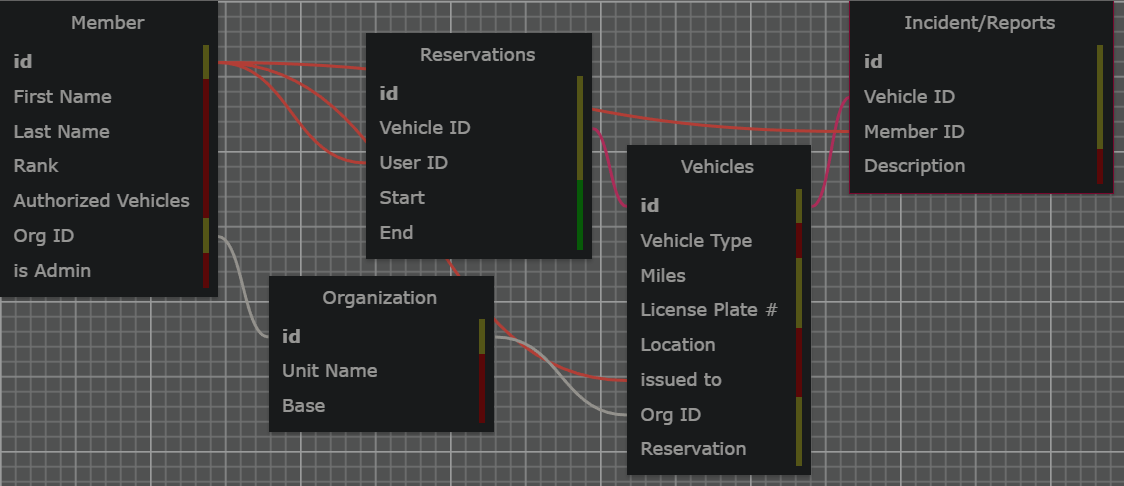 Member
id
First Name
Last Name
Rank
Authorized Vehicles
Org ID
is Admin
Reservations
id
Vehicle ID
User ID
Start
End
Organization
id
Unit Name
Base
Vehicles
id
Vehicle Type
Miles
License Plate #
Location
issued to
Org ID
Reservation
Incident/Reports
id
Vehicle ID
Member ID
Description